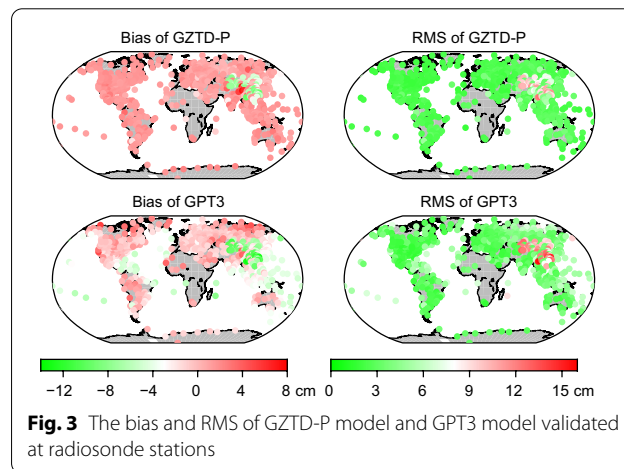 Bias of GZTD-P
RMS of GZTD-P
Bias of GPT3
RMS of GPT3
−12 −8 −4 0 4 8 cm
0 3 6 9 12 15 cm
Fig. 3 The bias and RMS of GZTD-P model and GPT3 model validated
at radiosonde stations